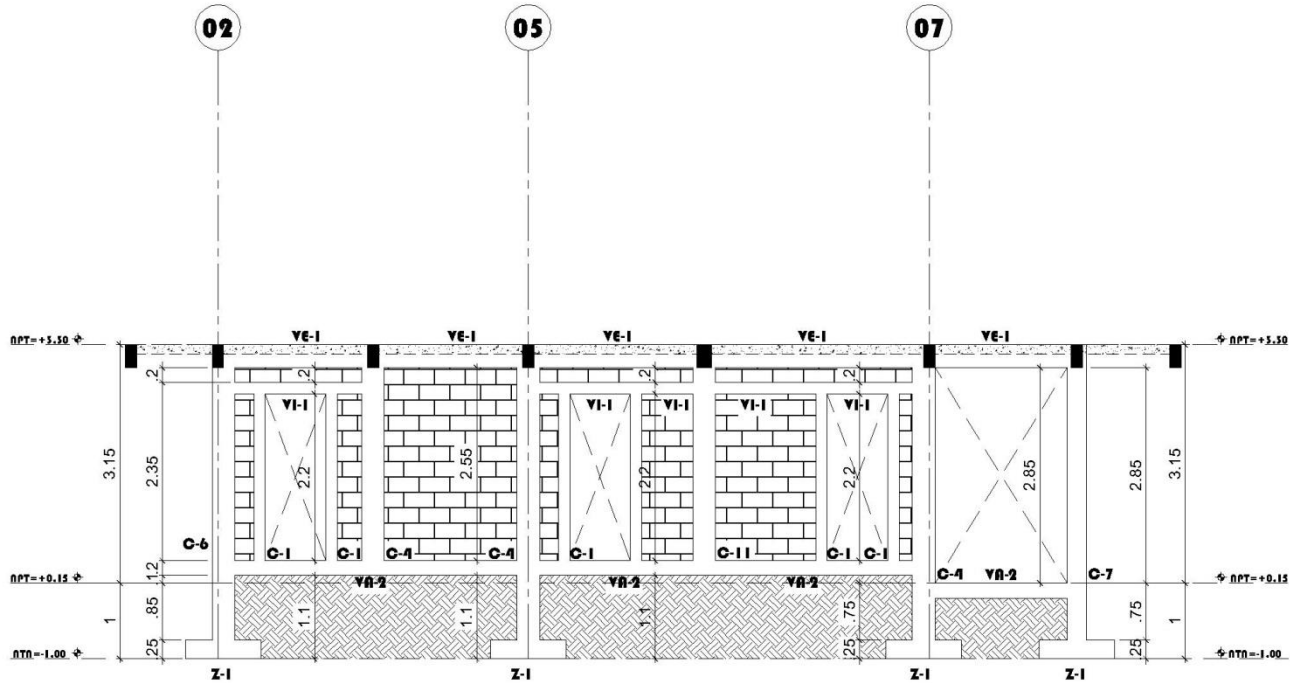 02 05 07
VE-1 VE-1 VE-1 VE-1 VE-1
NPT=+3.30 NPT=+3.30
.2 .2 .2 .2
VI-1 VI-1 VI-1 VI-1 VI-1
3.15 2.35 2.2 2.55 2.2 2.2 2.85 2.85 3.15
C-6
C-1 C-1 C-4 C-4 C-1 C-11 C-1 C-1
C-4 VA-2 C-7
NPT=+0.15 1.2 VA-2 VA-2 VA-2 NPT=+0.15
1 .85 1.1 1.1 1.1 .75 .75 1
.25 .25 .25
NTN=-1.00 NTN=-1.00
Z-1 Z-1 Z-1 Z-1